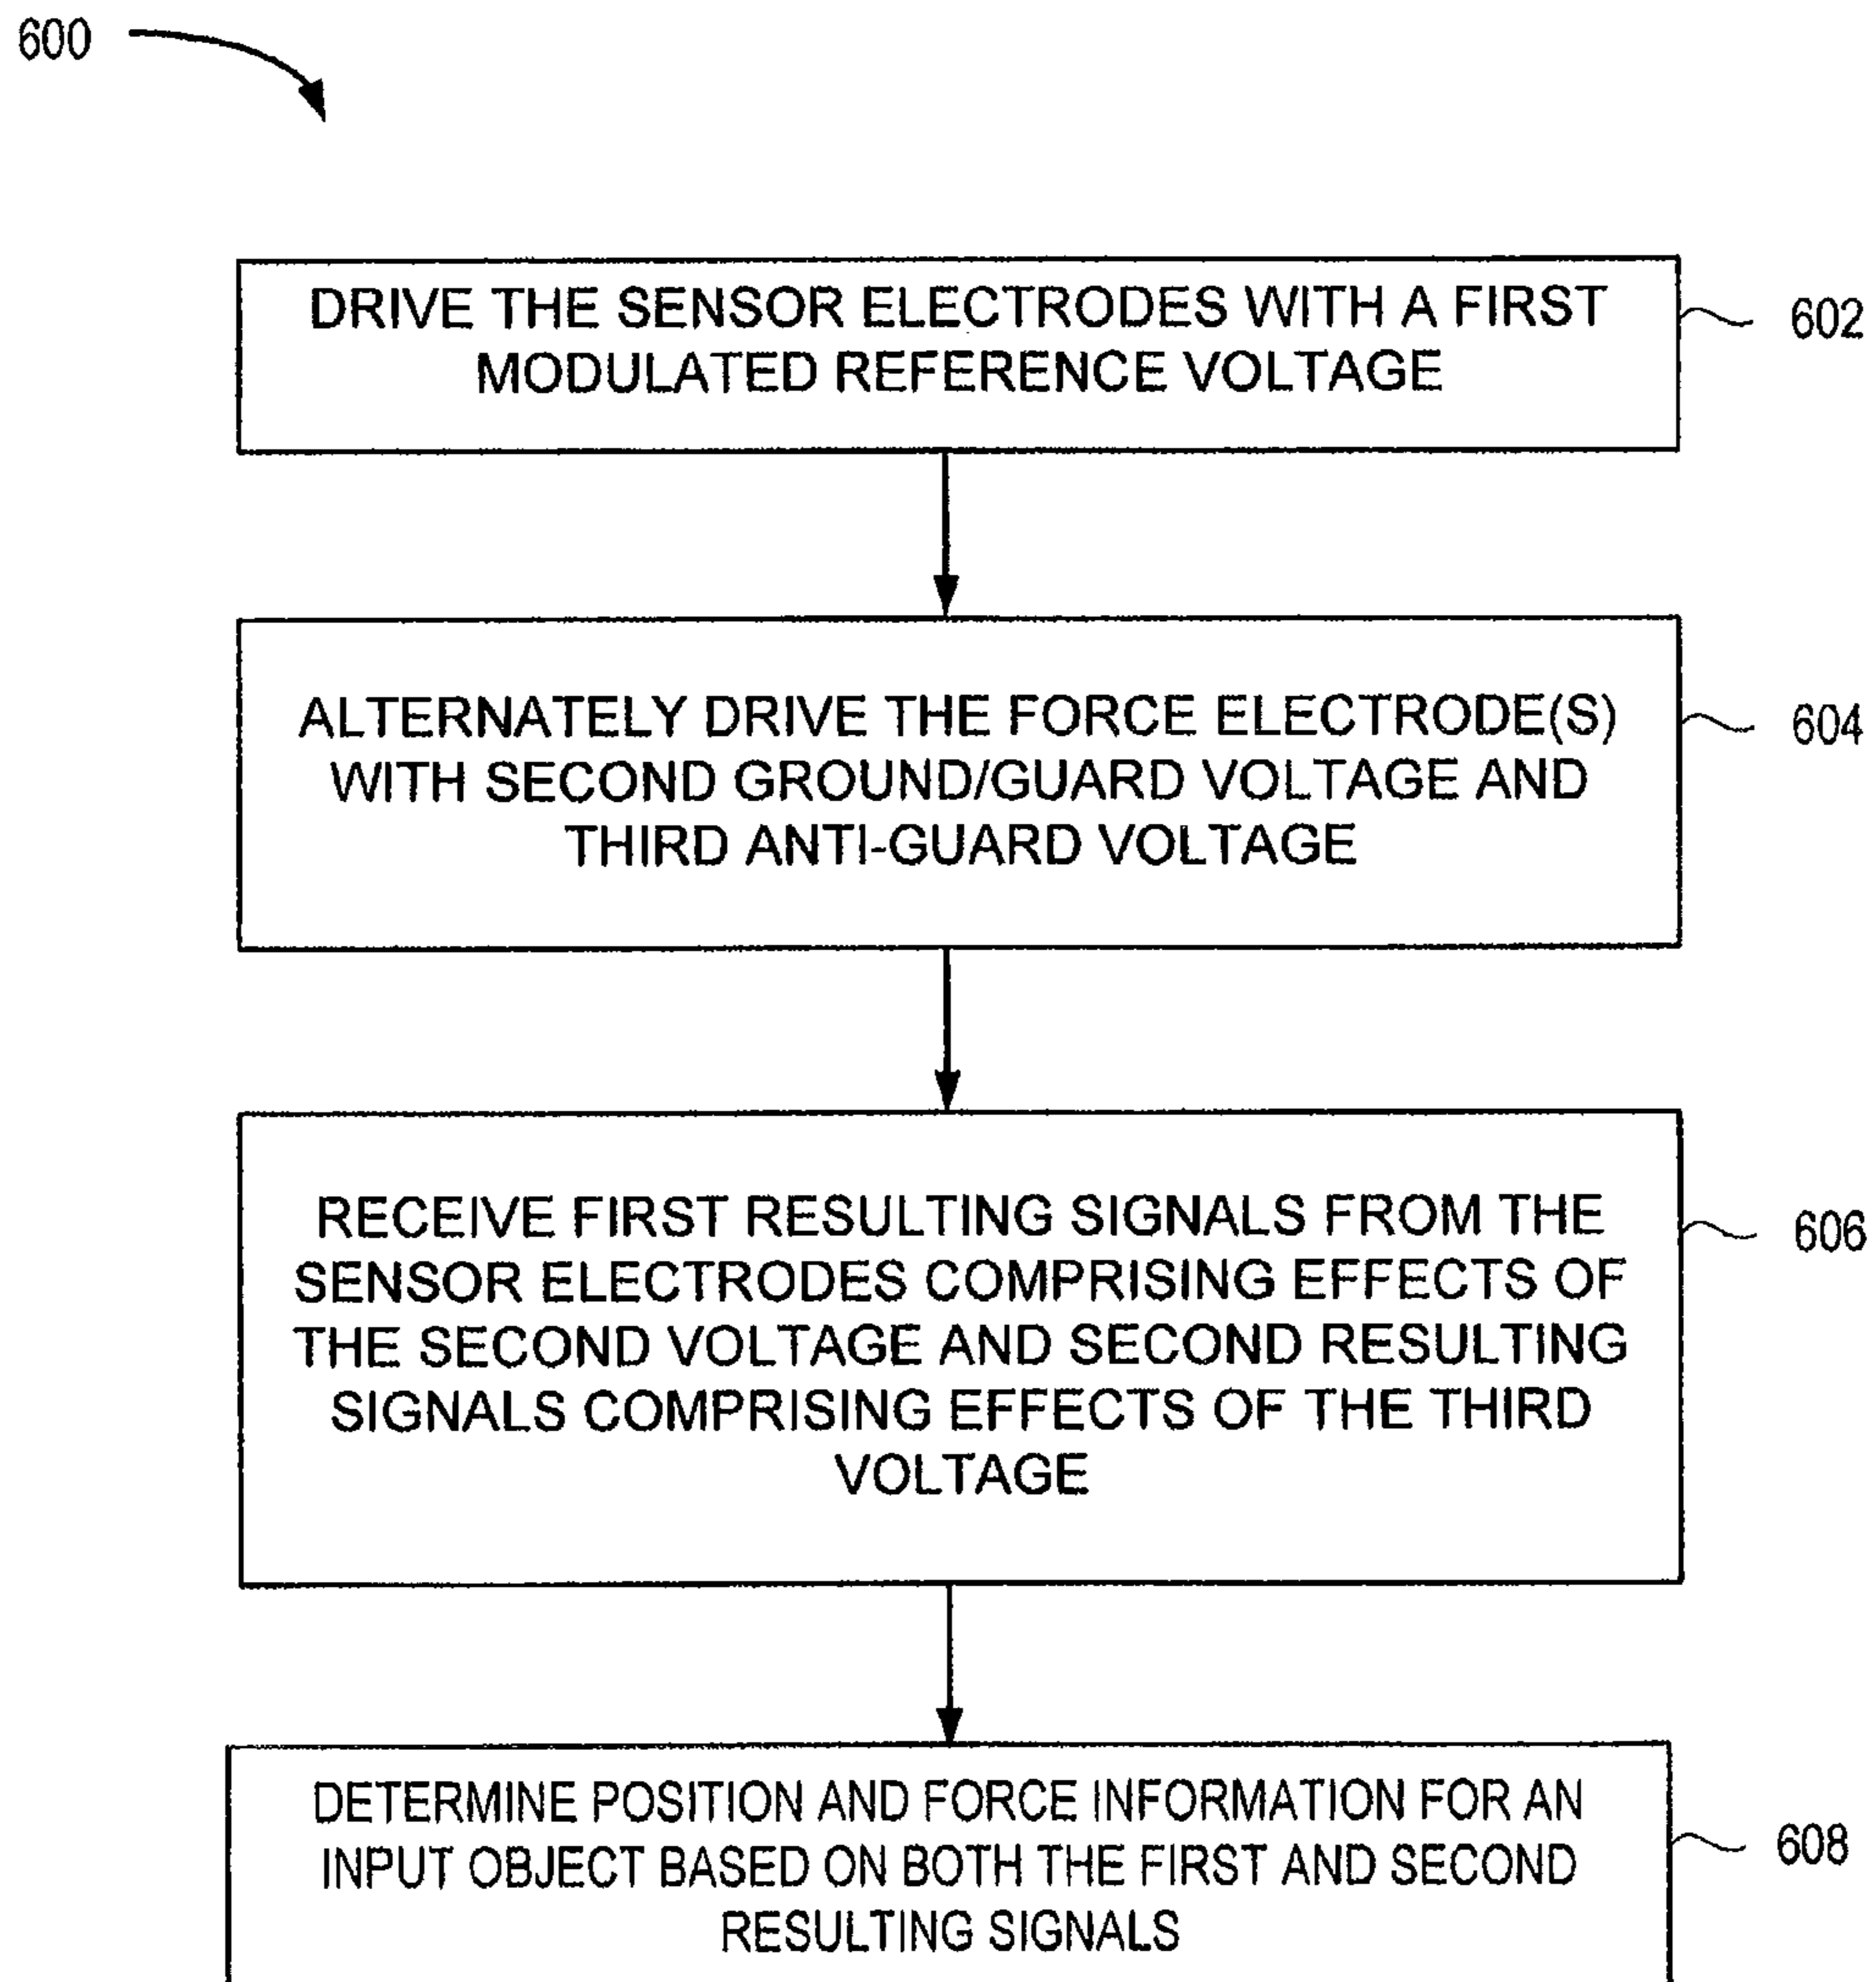 600
DRIVE THE SENSOR ELECTRODES WITH A FIRST
MODULATED REFERENCE VOLTAGE
602
ALTERNATELY DRIVE THE FORCE ELECTRODE(S)
WITH SECOND GROUND/GUARD VOLTAGE AND
THIRD ANTI-GUARD VOLTAGE
604
RECEIVE FIRST RESULTING SIGNALS FROM THE
SENSOR ELECTRODES COMPRISING EFFECTS OF
THE SECOND VOLTAGE AND SECOND RESULTING
SIGNALS COMPRISING EFFECTS OF THE THIRD
VOLTAGE
606
DETERMINE POSITION AND FORCE INFORMATION FOR AN
INPUT OBJECT BASED ON BOTH THE FIRST AND SECOND
RESULTING SIGNALS
608